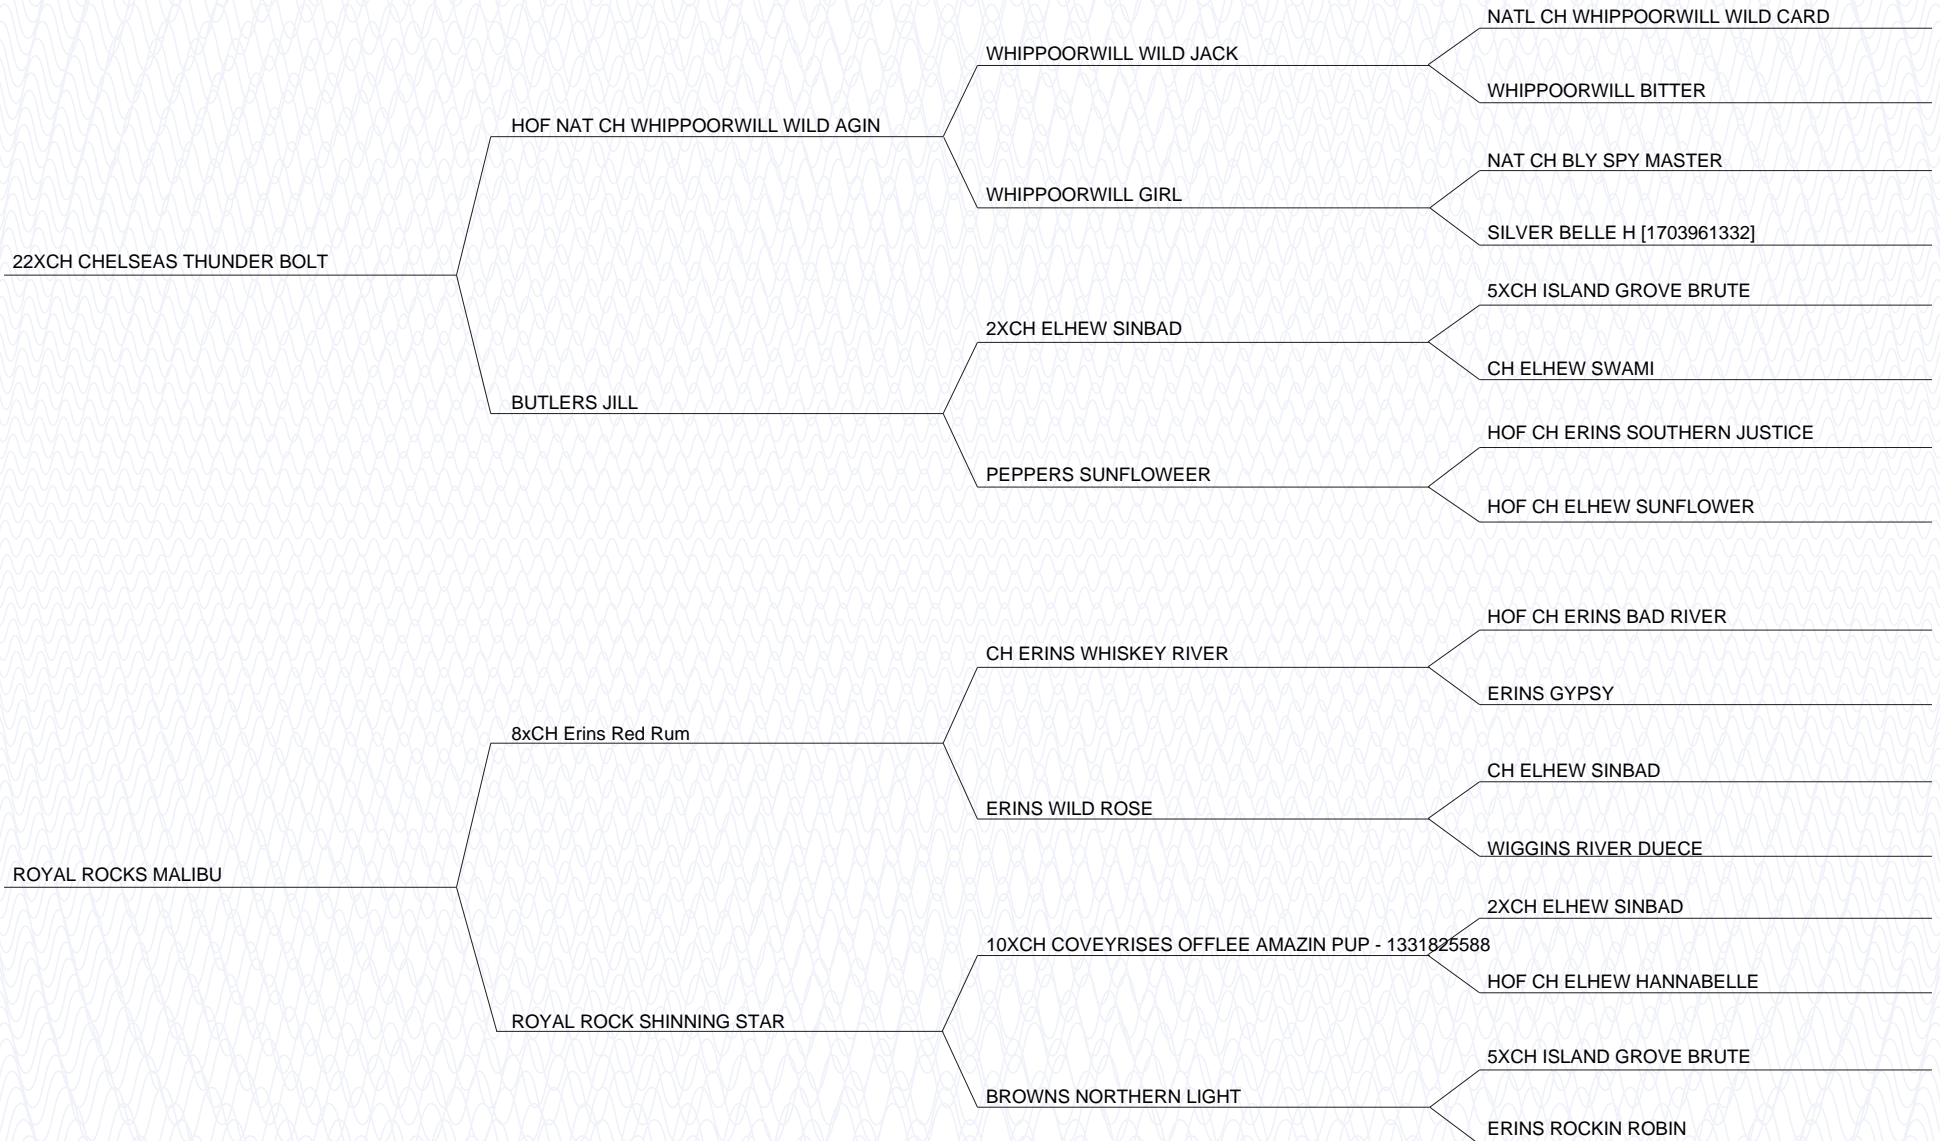 NATL CH WHIPPOORWILL WILD CARD
WHIPPOORWILL WILD JACK
WHIPPOORWILL BITTER
HOF NAT CH WHIPPOORWILL WILD AGIN
NAT CH BLY SPY MASTER
WHIPPOORWILL GIRL
SILVER BELLE H [1703961332]
22XCH CHELSEAS THUNDER BOLT
5XCH ISLAND GROVE BRUTE
2XCH ELHEW SINBAD
CH ELHEW SWAMI
BUTLERS JILL
HOF CH ERINS SOUTHERN JUSTICE
PEPPERS SUNFLOWEER
HOF CH ELHEW SUNFLOWER
HOF CH ERINS BAD RIVER
CH ERINS WHISKEY RIVER
ERINS GYPSY
8xCH Erins Red Rum
CH ELHEW SINBAD
ERINS WILD ROSE
WIGGINS RIVER DUECE
ROYAL ROCKS MALIBU
2XCH ELHEW SINBAD
10XCH COVEYRISES OFFLEE AMAZIN PUP - 1331825588
HOF CH ELHEW HANNABELLE
ROYAL ROCK SHINNING STAR
5XCH ISLAND GROVE BRUTE
BROWNS NORTHERN LIGHT
ERINS ROCKIN ROBIN